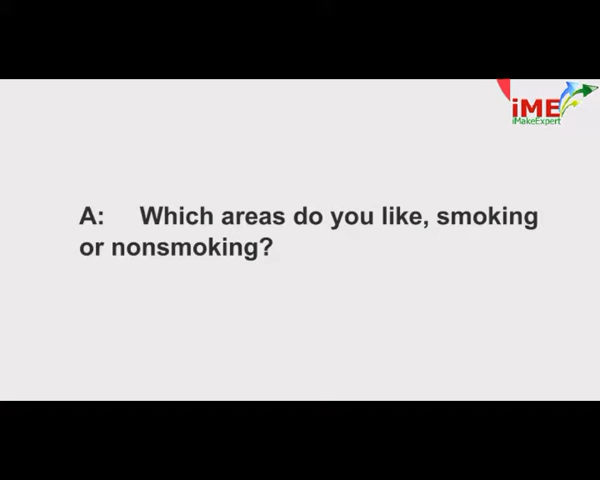 iME
iMakeExpert
A: Which areas do you like, smoking
or nonsmoking?